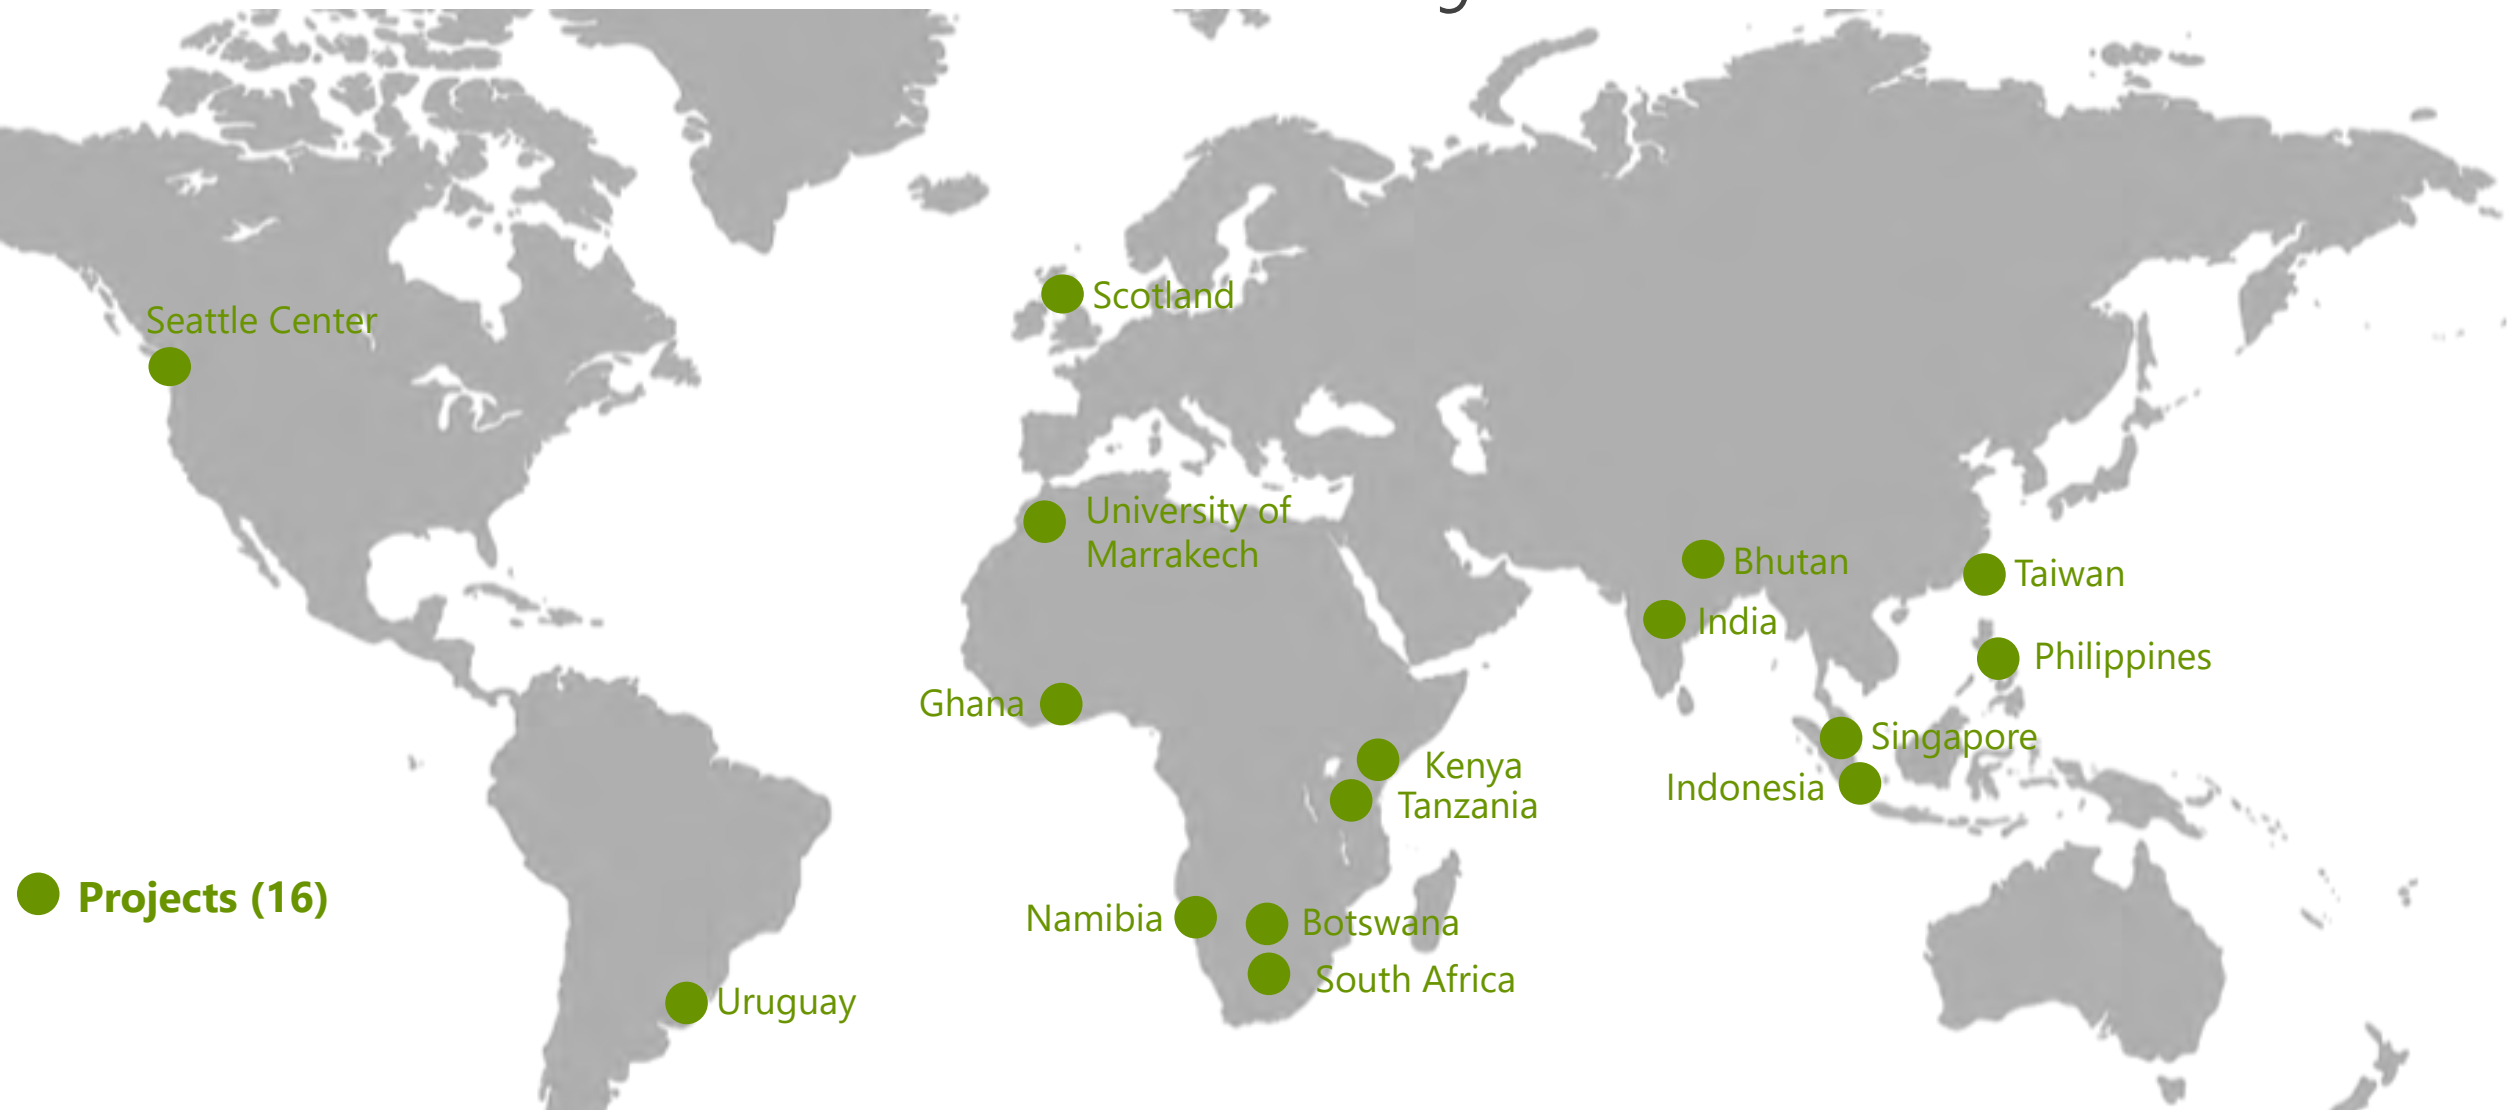 Scotland
Seattle Center
University of
Marrakech
Bhutan
Taiwan
India
Philippines
Ghana
Singapore
Kenya
Indonesia
Tanzania
Projects (16)
Namibia
Botswana
South Africa
Uruguay